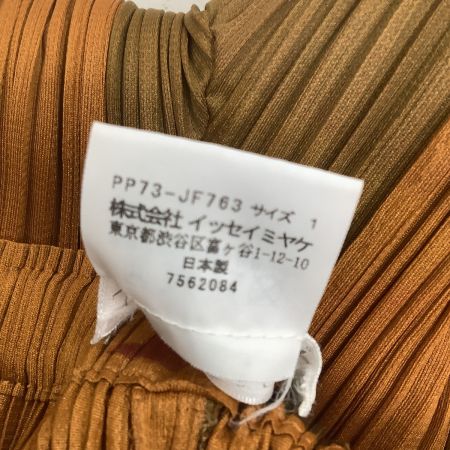 PP73-JF763 サイズ 1
株式会社 イッセイミヤケ
東京都渋谷区富ヶ谷1-12-10
日本製
7562084